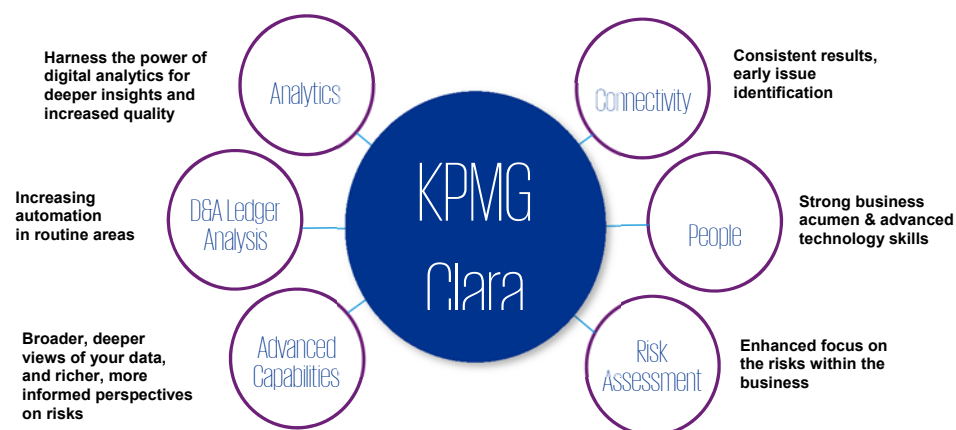 Harness the power of
digital analytics for
deeper insights and
increased quality
Analytics
Connectivity
Consistent results,
early issue
identification
KPMG
Clara
Increasing
automation
in routine areas
D&A Ledger
Analysis
People
Strong business
acumen & advanced
technology skills
Broader, deeper
views of your data,
and richer, more
informed perspectives
on risks
Advanced
Capabilities
Risk
Assessment
Enhanced focus on
the risks within the
business